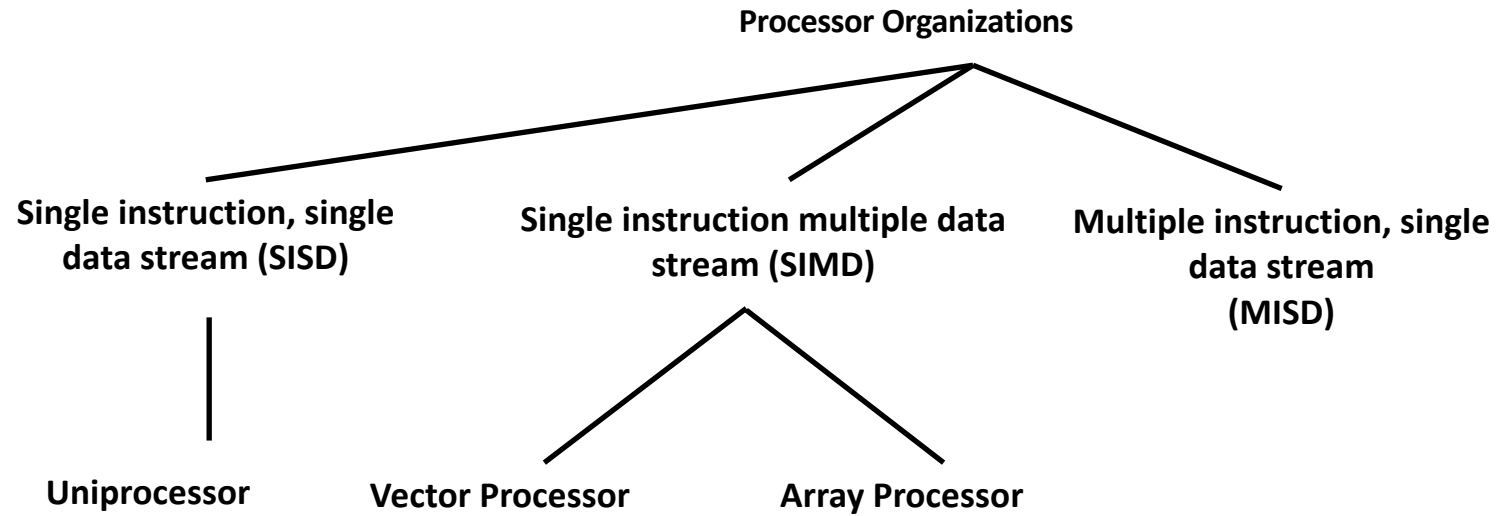 Processor Organizations
Single instruction, single
data stream (SISD)
Single instruction multiple data
stream (SIMD)
Multiple instruction, single
data stream
(MISD)
Uniprocessor
Vector Processor
Array Processor